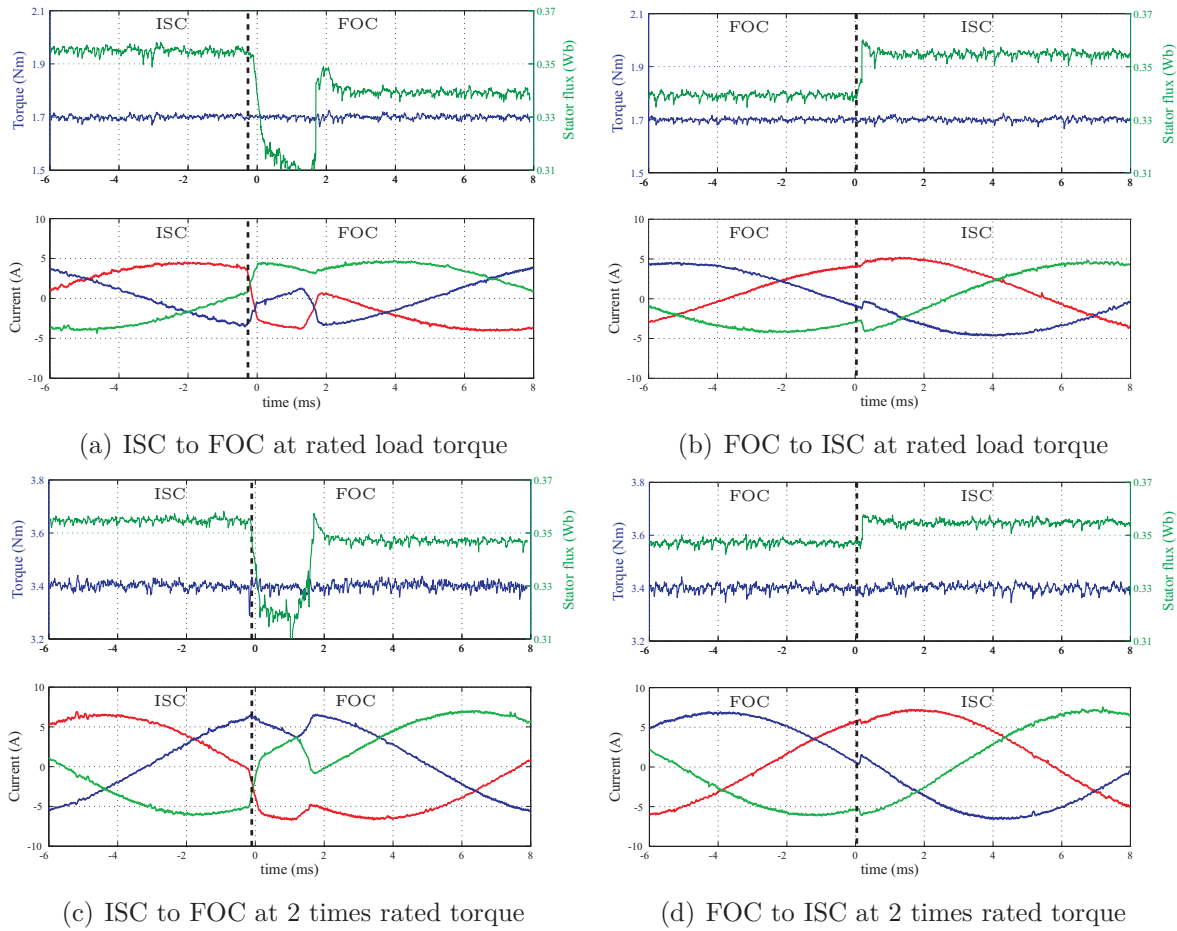 2.1
1.9
1.7
1.5
Torque (Nm)
ISC
FOC
0.37
0.35
0.33
0.31
Stator flux (Wb)
-6 -4 -2 0 2 4 6 8
10
5
0
-5
-10
Current (A)
ISC
FOC
-6 -4 -2 0 2 4 6 8
time (ms)
(a) ISC to FOC at rated load torque
2.1
1.9
1.7
1.5
Torque (Nm)
FOC
ISC
0.37
0.35
0.33
0.31
Stator flux (Wb)
-6 -4 -2 0 2 4 6 8
10
5
0
-5
-10
Current (A)
FOC
ISC
-6 -4 -2 0 2 4 6 8
time (ms)
(b) FOC to ISC at rated load torque
3.8
3.6
3.4
3.2
Torque (Nm)
ISC
FOC
0.37
0.35
0.33
0.31
Stator flux (Wb)
-6 -4 -2 0 2 4 6 8
10
5
0
-5
-10
Current (A)
ISC
FOC
-6 -4 -2 0 2 4 6 8
time (ms)
(c) ISC to FOC at 2 times rated torque
3.8
3.6
3.4
3.2
Torque (Nm)
FOC
ISC
0.37
0.35
0.33
0.31
Stator flux (Wb)
-6 -4 -2 0 2 4 6 8
10
5
0
-5
-10
Current (A)
FOC
ISC
-6 -4 -2 0 2 4 6 8
time (ms)
(d) FOC to ISC at 2 times rated torque